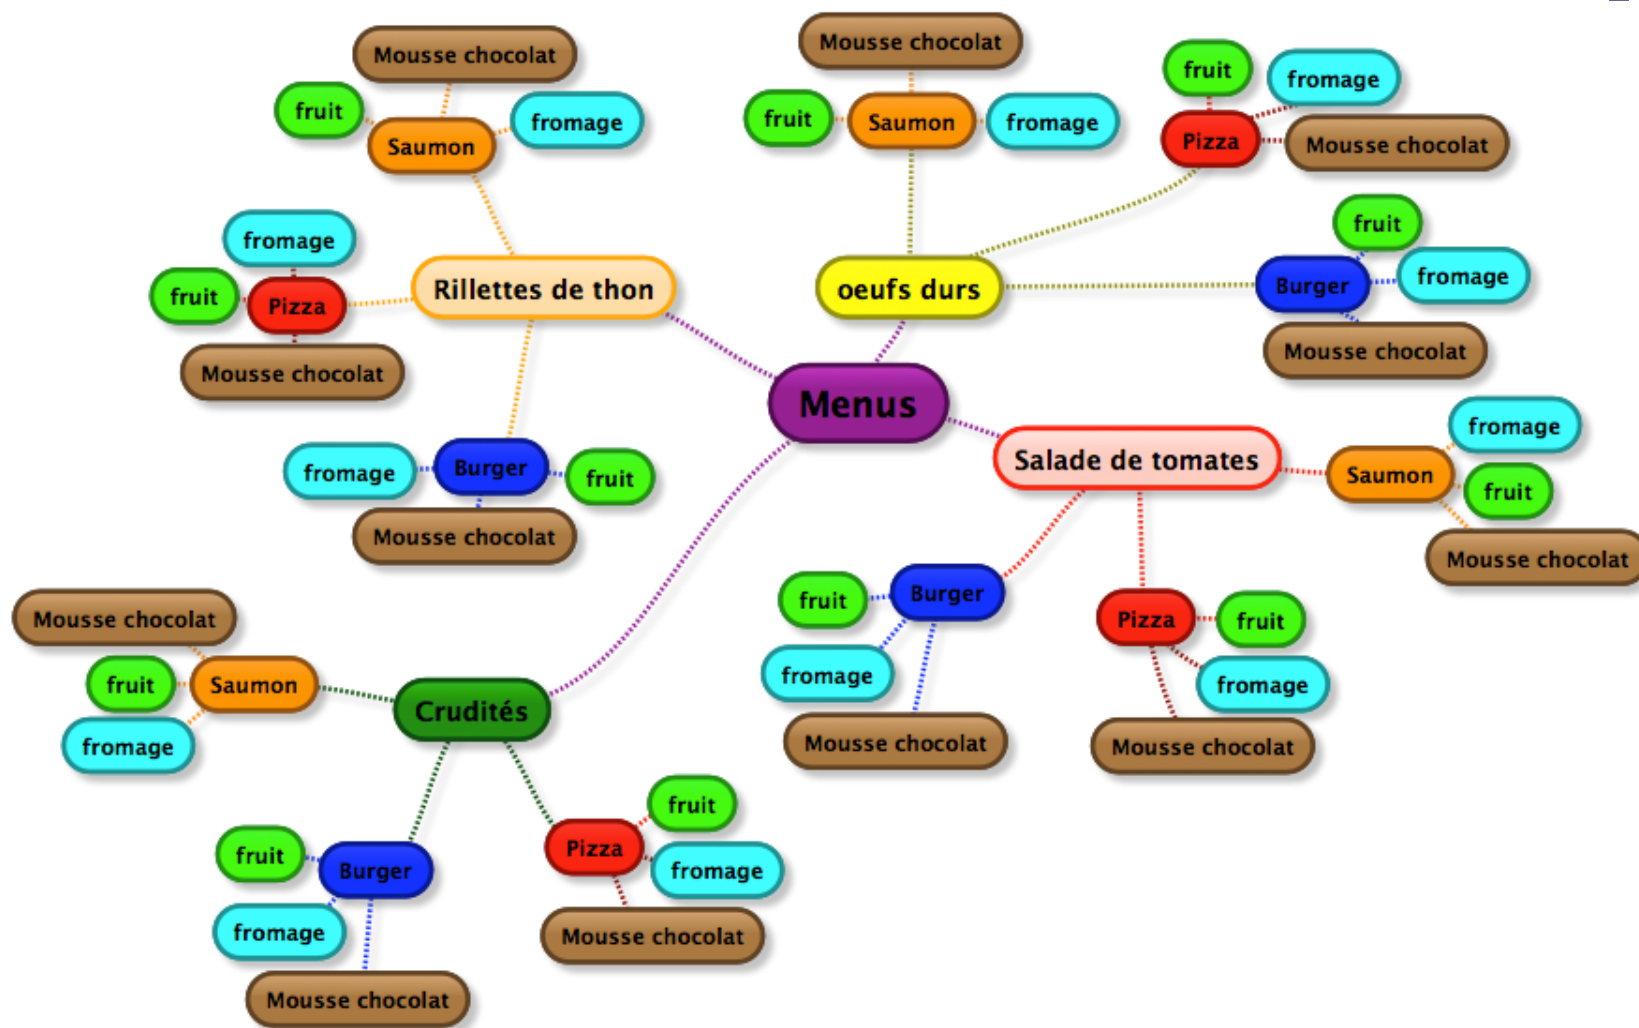 Menus
Rillettes de thon
Saumon
Mousse chocolat
fruit
fromage
Pizza
fromage
fruit
Mousse chocolat
Burger
fromage
fruit
Mousse chocolat
oeufs durs
Saumon
Mousse chocolat
fruit
fromage
Pizza
fruit
fromage
Mousse chocolat
Burger
fruit
fromage
Mousse chocolat
Salade de tomates
Saumon
fromage
fruit
Mousse chocolat
Burger
fruit
fromage
Mousse chocolat
Pizza
fruit
fromage
Mousse chocolat
Crudités
Saumon
Mousse chocolat
fruit
fromage
Burger
fruit
fromage
Mousse chocolat
Pizza
fruit
fromage
Mousse chocolat